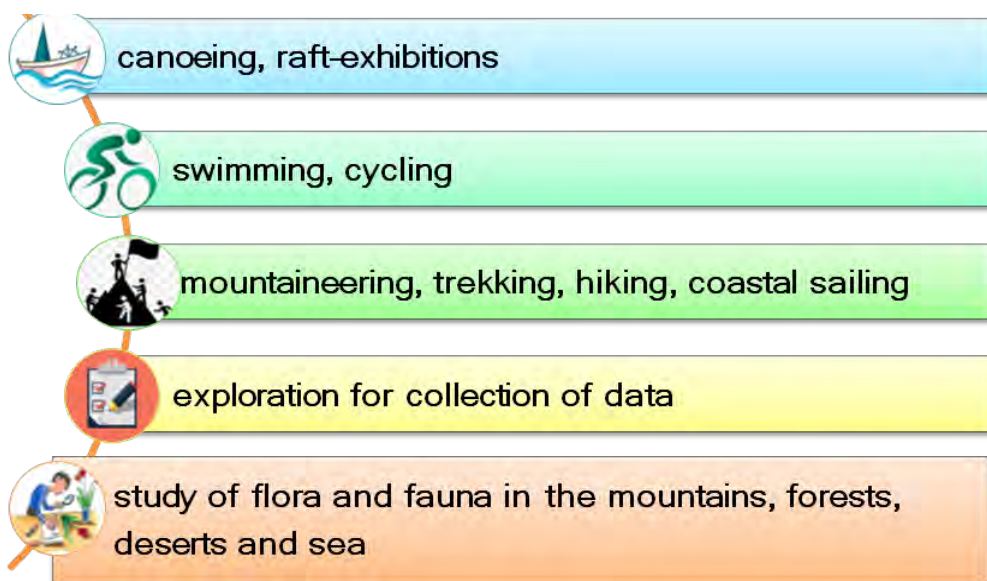 canoeing, raft-exhibitions
swimming, cycling
mountaineering, trekking, hiking, coastal sailing
exploration for collection of data
study of flora and fauna in the mountains, forests,
deserts and sea